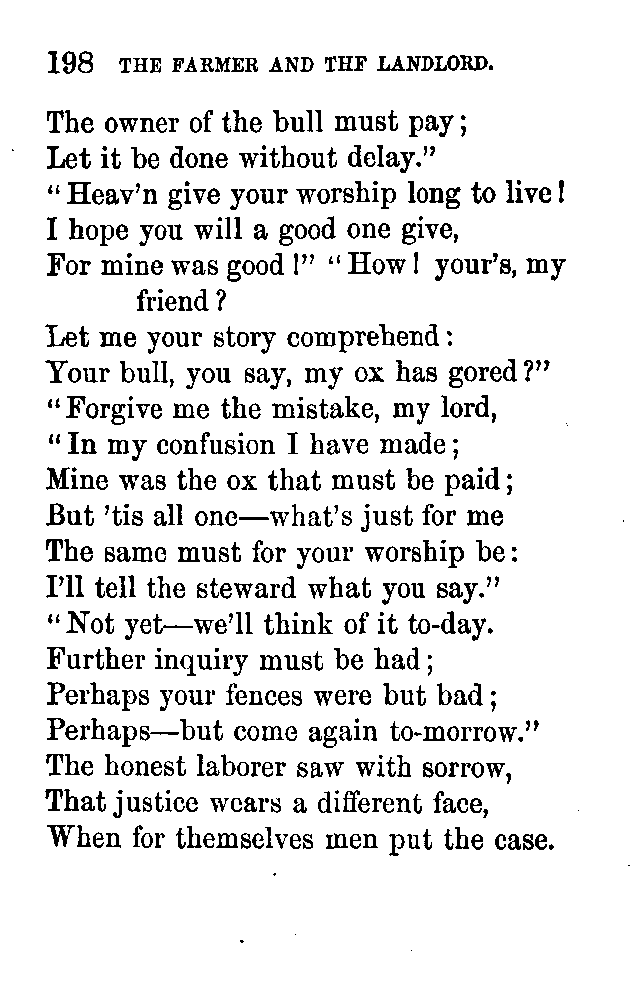 198 THE FARMER AND THF LANDLORD.
The owner of the bull must pay;
Let it be done without delay."
"Heav'n give your worship long to live!
I hope you will a good one give,
For mine was good!" "How! your's, my
friend?
Let me your story comprehend:
Your bull, you say, my ox has gored?"
"Forgive me the mistake, my lord,
"In my confusion I have made;
Mine was the ox that must be paid;
But 'tis all one—what's just for me
The same must for your worship be:
I'll tell the steward what you say."
"Not yet—we'll think of it to-day.
Further inquiry must be had;
Perhaps your fences were but bad;
Perhaps—but come again to-morrow."
The honest laborer saw with sorrow,
That justice wears a different face,
When for themselves men put the case.